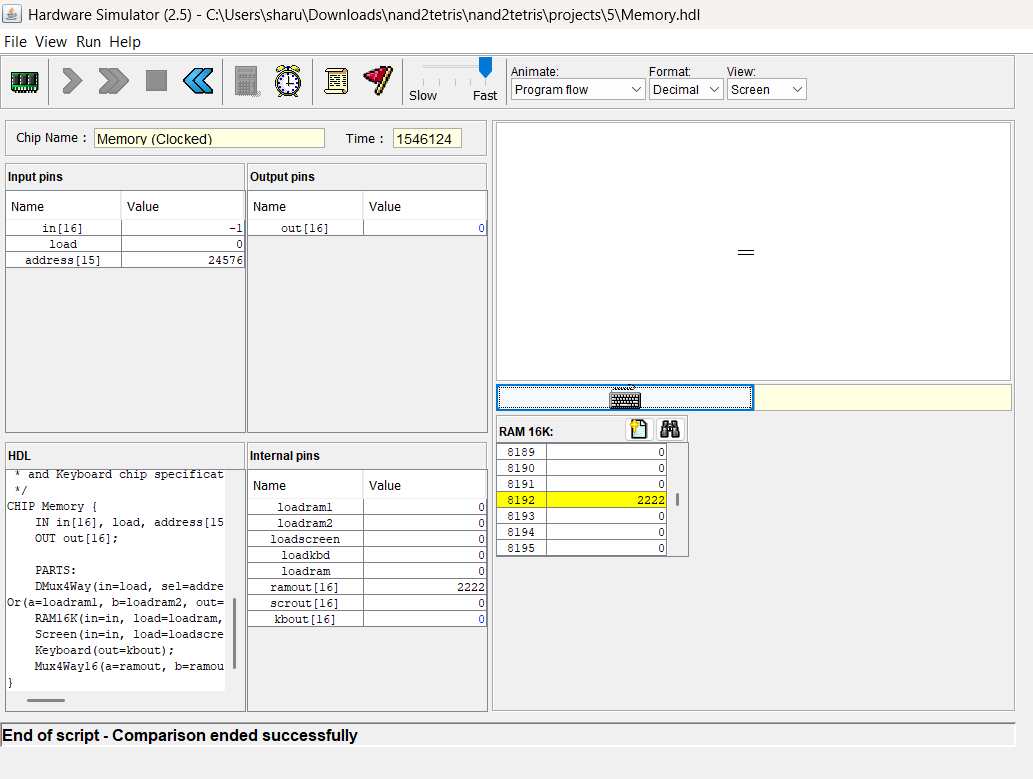 Hardware Simulator (2.5) - C:\Users\sharu\Downloads\nand2tetris\nand2tetris\projects\5\Memory.hdl
File View Run Help
Slow Fast
Animate: Format: View:
Program flow Decimal Screen
Chip Name : Memory (Clocked) Time : 1546124
Input pins
Name Value
in[16] -1
load 0
address[15] 24576
Output pins
Name Value
out[16] 0
HDL
* and Keyboard chip specificat
*/
CHIP Memory {
IN in[16], load, address[15
OUT out[16];
PARTS:
DMux4Way(in=load, sel=addre
Or(a=loadram1, b=loadram2, out=
RAM16K(in=in, load=loadram,
Screen(in=in, load=loadscre
Keyboard(out=kbout);
Mux4Way16(a=ramout, b=ramou
}
Internal pins
Name Value
loadram1 0
loadram2 0
loadscreen 0
loadkbd 0
loadram 0
ramout[16] 2222
scrout[16] 0
kbout[16] 0
RAM 16K:
8189 0
8190 0
8191 0
8192 2222
8193 0
8194 0
8195 0
End of script - Comparison ended successfully